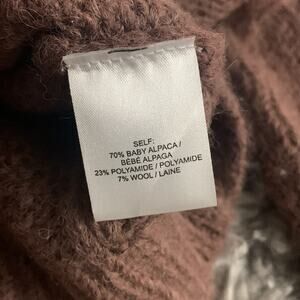 SELF:
70% BABY ALPACA /
BÉBÉ ALPAGA
23% POLYAMIDE / POLYAMIDE
7% WOOL / LAINE